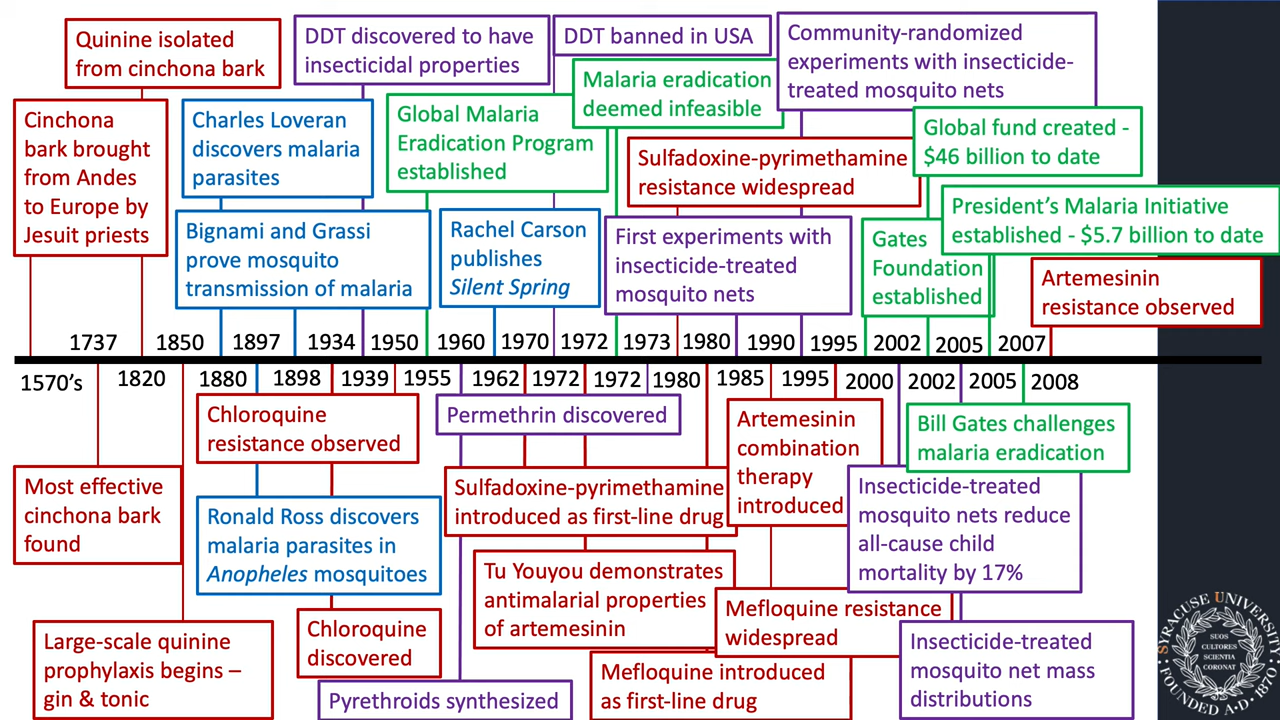 Quinine isolated
from cinchona bark
DDT discovered to have
insecticidal properties
DDT banned in USA
Community-randomized
experiments with insecticide-
treated mosquito nets
Malaria eradication
deemed infeasible
Cinchona
bark brought
from Andes
to Europe by
Jesuit priests
Charles Loveran
discovers malaria
parasites
Global Malaria
Eradication Program
established
Sulfadoxine-pyrimethamine
resistance widespread
Global fund created -
$46 billion to date
Bignami and Grassi
prove mosquito
transmission of malaria
Rachel Carson
publishes
Silent Spring
First experiments with
insecticide-treated
mosquito nets
Gates
Foundation
established
President's Malaria Initiative
established - $5.7 billion to date
Artemesinin
resistance observed
1737 1850 1897 1934 1950 1960 1970 1972 1973 1980 1990 1995 2002 2005 2007
1570's 1820 1880 1898 1939 1955 1962 1972 1972 1980 1985 1995 2000 2002 2005 2008
Chloroquine
resistance observed
Permethrin discovered
Artemesinin
combination
therapy
introduced
Bill Gates challenges
malaria eradication
Most effective
cinchona bark
found
Sulfadoxine-pyrimethamine
introduced as first-line drug
Insecticide-treated
mosquito nets reduce
all-cause child
mortality by 17%
Ronald Ross discovers
malaria parasites in
Anopheles mosquitoes
Tu Youyou demonstrates
antimalarial properties
of artemesinin
Mefloquine resistance
widespread
Large-scale quinine
prophylaxis begins –
gin & tonic
Chloroquine
discovered
Insecticide-treated
mosquito net mass
distributions
Mefloquine introduced
as first-line drug
Pyrethroids synthesized
SYRACUSE UNIVERSITY
FOUNDED A·D· 1870
SUOS
CULTORES
SCIENTIA
CORONAT